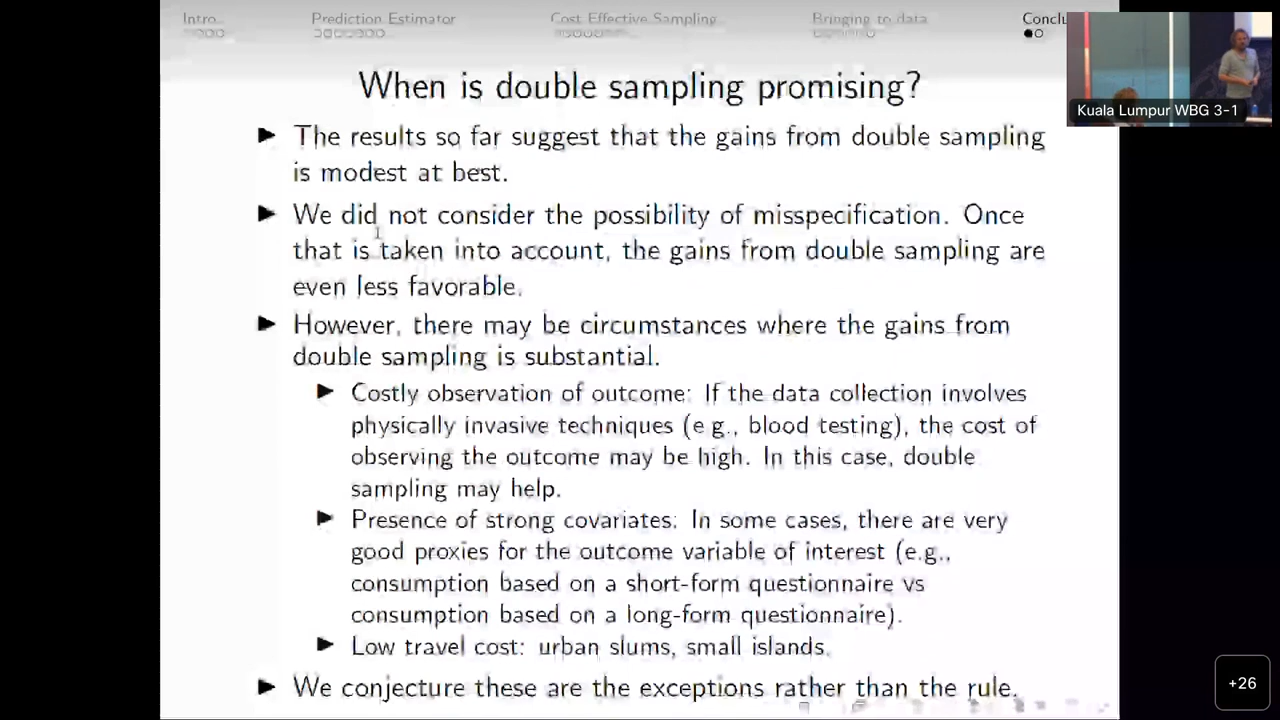 Intro
Prediction Estimator
Cost Effective Sampling
Bringing to data
Conclu
Kuala Lumpur WBG 3-1
When is double sampling promising?
▶ The results so far suggest that the gains from double sampling
is modest at best.
▶ We did not consider the possibility of misspecification. Once
that is taken into account, the gains from double sampling are
even less favorable.
▶ However, there may be circumstances where the gains from
double sampling is substantial.
▶ Costly observation of outcome: If the data collection involves
physically invasive techniques (e.g., blood testing), the cost of
observing the outcome may be high. In this case, double
sampling may help.
▶ Presence of strong covariates: In some cases, there are very
good proxies for the outcome variable of interest (e.g.,
consumption based on a short-form questionnaire vs
consumption based on a long-form questionnaire).
▶ Low travel cost: urban slums, small islands.
▶ We conjecture these are the exceptions rather than the rule.
+26